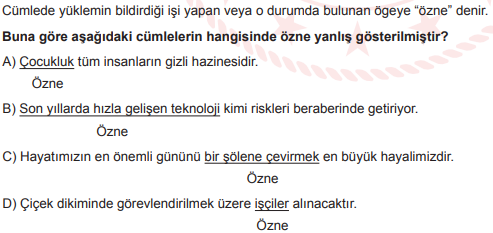 Cümlede yüklemin bildirdiği işi yapan veya o durumda bulunan ögeye “özne” denir.
Buna göre aşağıdaki cümlelerin hangisinde özne yanlış gösterilmiştir?
A) Çocukluk tüm insanların gizli hazinesidir.
Özne
B) Son yıllarda hızla gelişen teknoloji kimi riskleri beraberinde getiriyor.
Özne
C) Hayatımızın en önemli gününü bir şölene çevirmek en büyük hayalimizdir.
Özne
D) Çiçek dikiminde görevlendirilmek üzere işçiler alınacaktır.
Özne